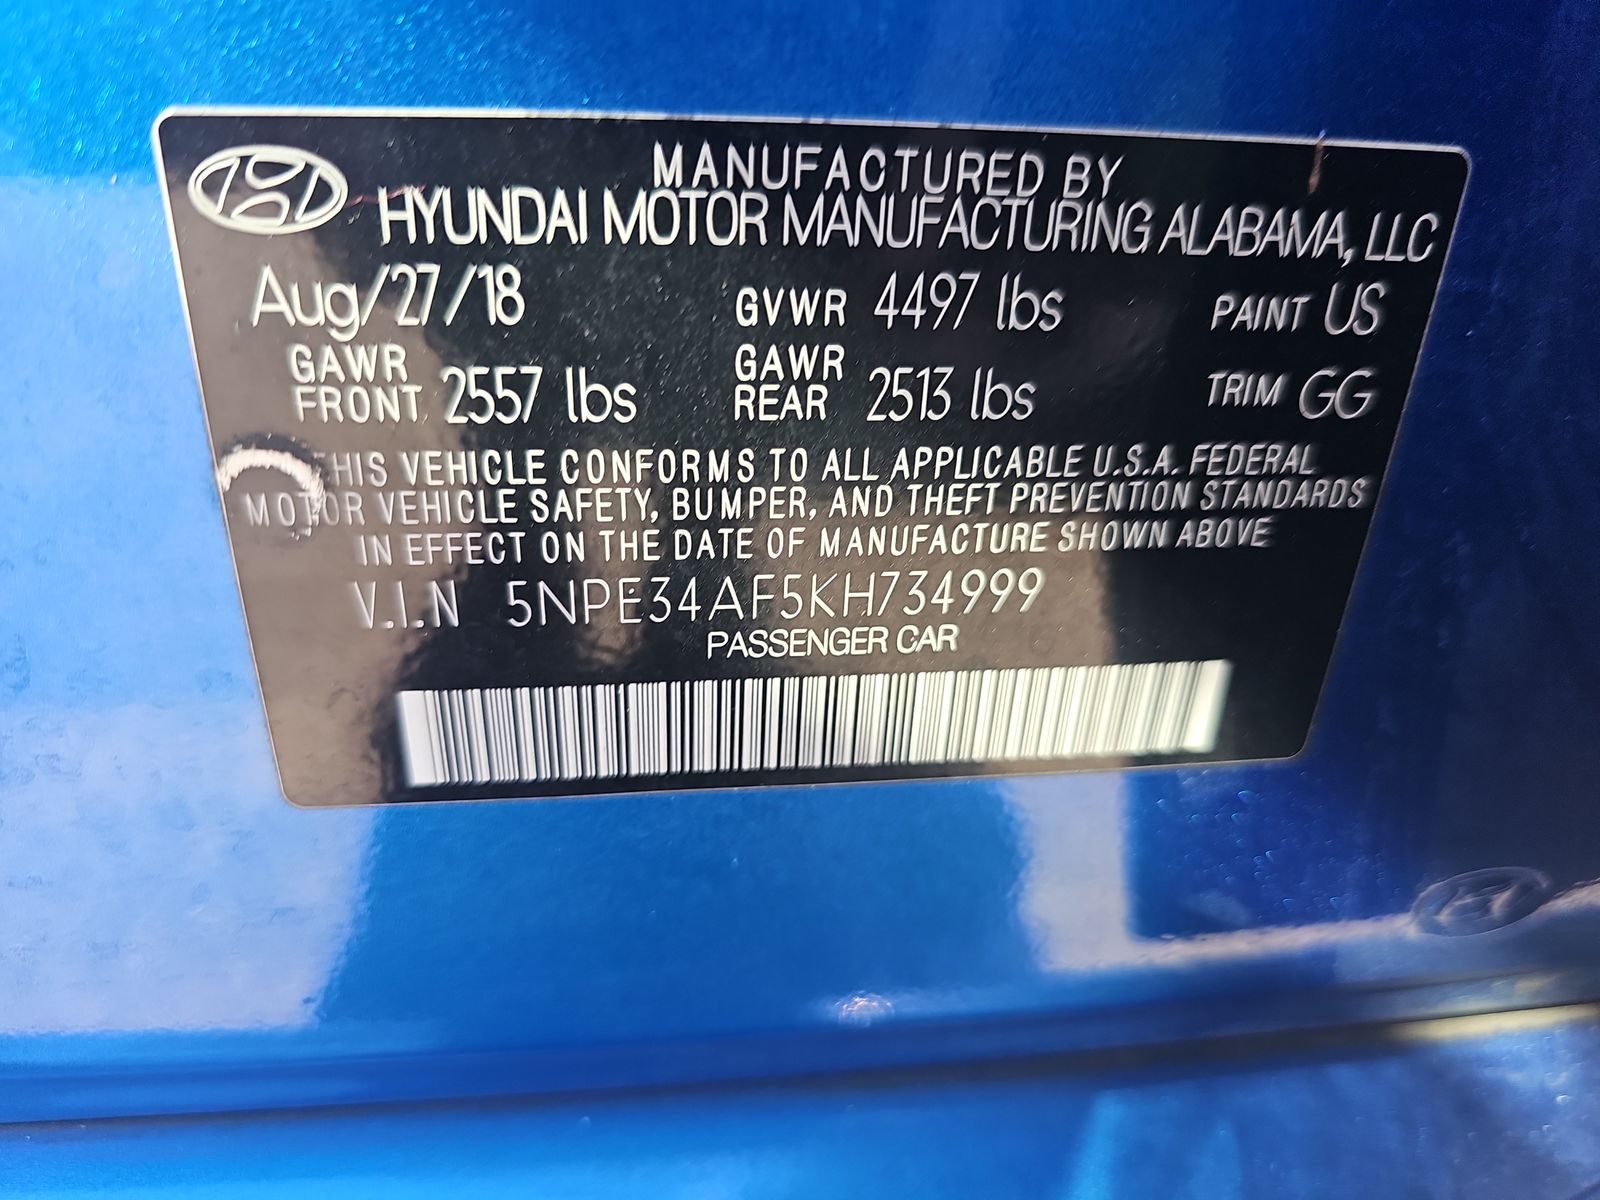 MANUFACTURED BY
HYUNDAI MOTOR MANUFACTURING ALABAMA, LLC
Aug/27/18 GVWR 4497 lbs PAINT US
GAWR FRONT 2557 lbs GAWR REAR 2513 lbs TRIM GG
THIS VEHICLE CONFORMS TO ALL APPLICABLE U.S.A. FEDERAL
MOTOR VEHICLE SAFETY, BUMPER, AND THEFT PREVENTION STANDARDS
IN EFFECT ON THE DATE OF MANUFACTURE SHOWN ABOVE
V.I.N 5NPE34AF5KH734999
PASSENGER CAR